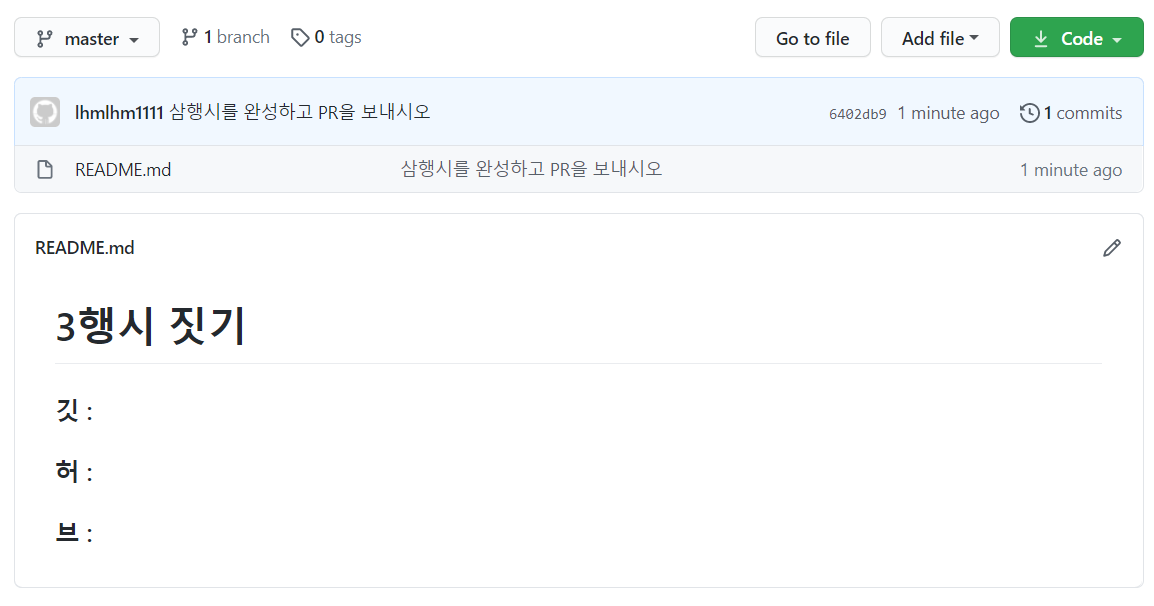 master 1 branch 0 tags Go to file Add file Code
lhmlhm1111 삼행시를 완성하고 PR을 보내시오 6402db9 1 minute ago 1 commits
README.md 삼행시를 완성하고 PR을 보내시오 1 minute ago
README.md
3행시 짓기
깃 :
허 :
브 :